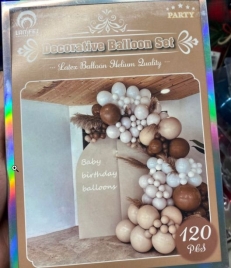 PARTY
Decorative Balloon Set
Latex Balloon Helium Quality
Baby
birthday
balloons
120
PCS